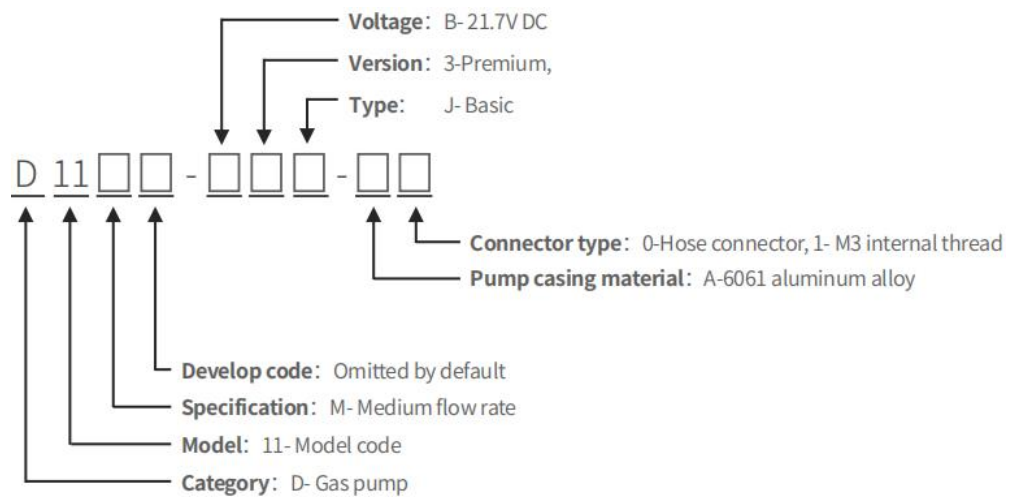 Voltage: B- 21.7V DC
Version: 3-Premium,
Type: J- Basic
D 11□□ - □□□ - □□
Connector type: 0-Hose connector, 1- M3 internal thread
Pump casing material: A-6061 aluminum alloy
Develop code: Omitted by default
Specification: M- Medium flow rate
Model: 11- Model code
Category: D- Gas pump